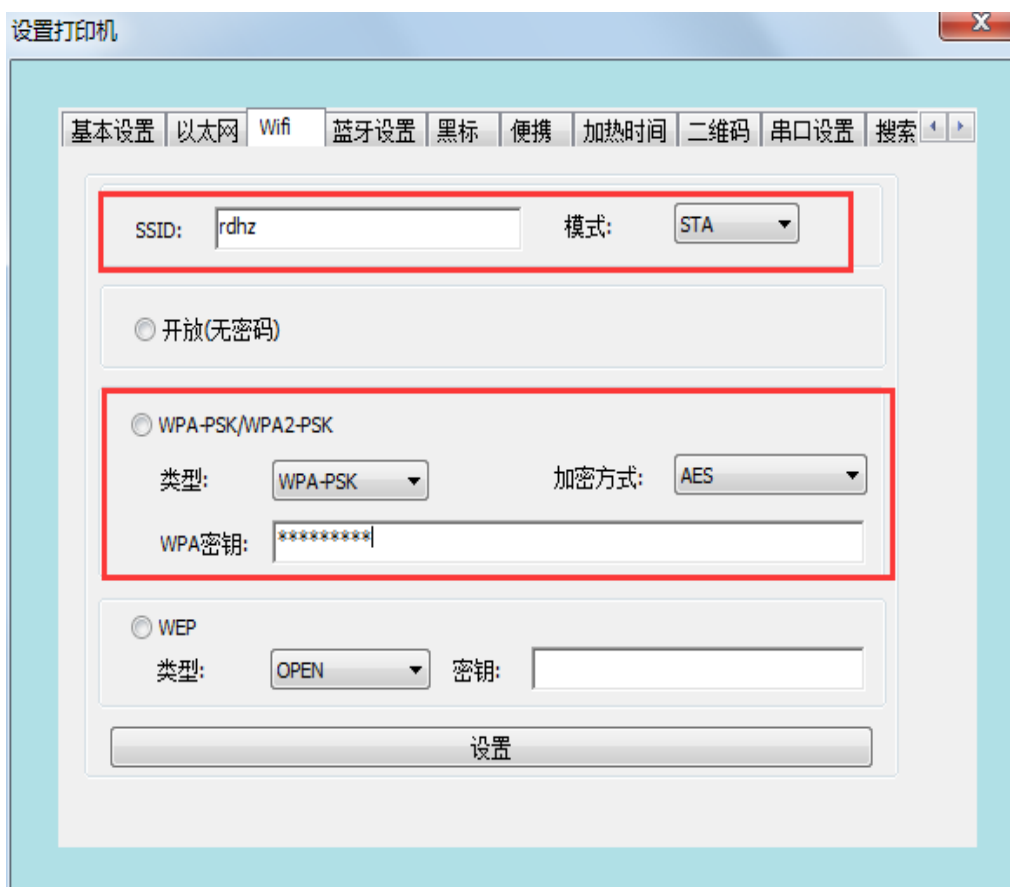 设置打印机
X
基本设置 以太网 Wifi 蓝牙设置 黑标 便携 加热时间 二维码 串口设置 搜索
SSID: rdhz 模式: STA
开放(无密码)
WPA-PSK/WPA2-PSK
类型: WPA-PSK 加密方式: AES
WPA密钥: *********
WEP
类型: OPEN 密钥:
设置